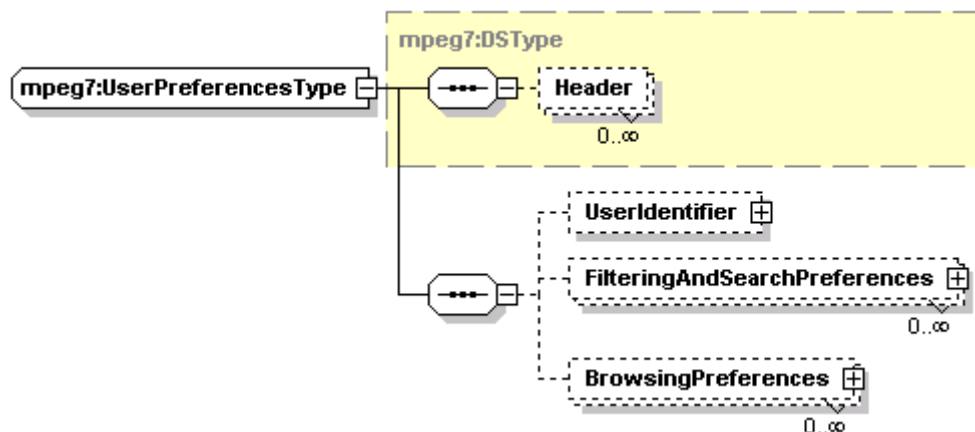 mpeg7:DSType
mpeg7:UserPreferencesType
Header
0..∞
UserIdentifier
FilteringAndSearchPreferences
0..∞
BrowsingPreferences
0..∞